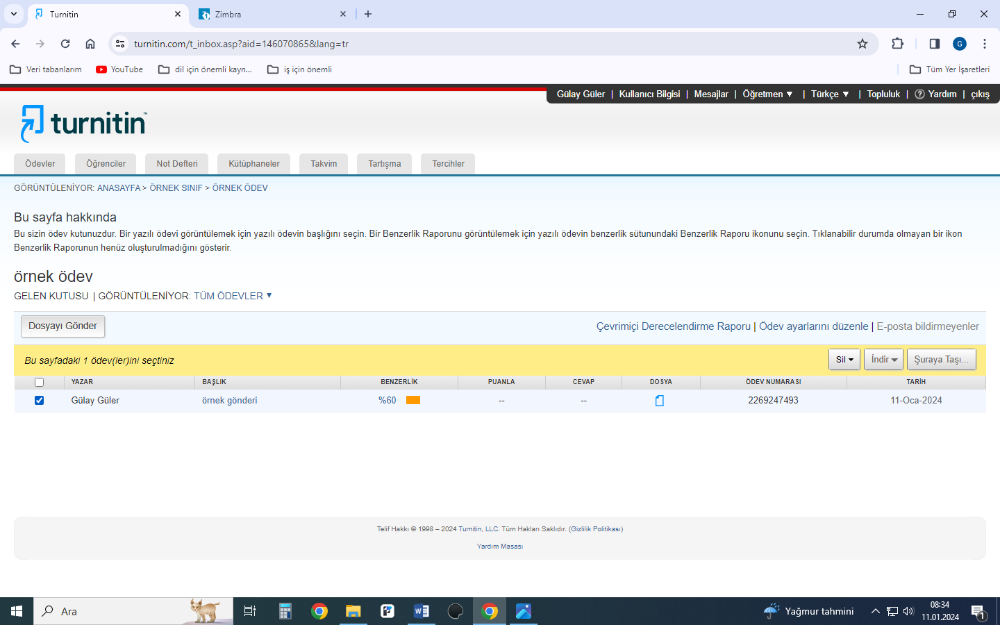 Turnitin
Zimbra
turnitin.com/t_inbox.asp?aid=146070865&lang=tr
G
Veri tabanlarım
YouTube
dil için önemli kayn...
iş için önemli
Tüm Yer İşaretleri
Gülay Güler | Kullanıcı Bilgisi | Mesajlar | Öğretmen ▼ | Türkçe ▼ | Topluluk | ? Yardım | çıkış
turnitin™
Ödevler
Öğrenciler
Not Defteri
Kütüphaneler
Takvim
Tartışma
Tercihler
GÖRÜNTÜLENİYOR: ANASAYFA > ÖRNEK SINIF > ÖRNEK ÖDEV
Bu sayfa hakkında
Bu sizin ödev kutunuzdur. Bir yazılı ödevi görüntülemek için yazılı ödevin başlığını seçin. Bir Benzerlik Raporunu görüntülemek için yazılı ödevin benzerlik sütunundaki Benzerlik Raporu ikonunu seçin. Tıklanabilir durumda olmayan bir ikon
Benzerlik Raporunun henüz oluşturulmadığını gösterir.
örnek ödev
GELEN KUTUSU | GÖRÜNTÜLENİYOR: TÜM ÖDEVLER ▼
Dosyayı Gönder
Çevrimiçi Derecelendirme Raporu | Ödev ayarlarını düzenle | E-posta bildirmeyenler
Bu sayfadaki 1 ödev(ler)ini seçtiniz
Sil
İndir
Şuraya Taşı...
YAZAR BAŞLIK BENZERLİK PUANLA CEVAP DOSYA ÖDEV NUMARASI TARİH
Gülay Güler örnek gönderi %60 -- -- 2269247493 11-Oca-2024
Telif Hakkı © 1998 – 2024 Turnitin, LLC. Tüm Hakları Saklıdır. (Gizlilik Politikası)
Yardım Masası
Ara
Yağmur tahmini
08:34
11.01.2024
1